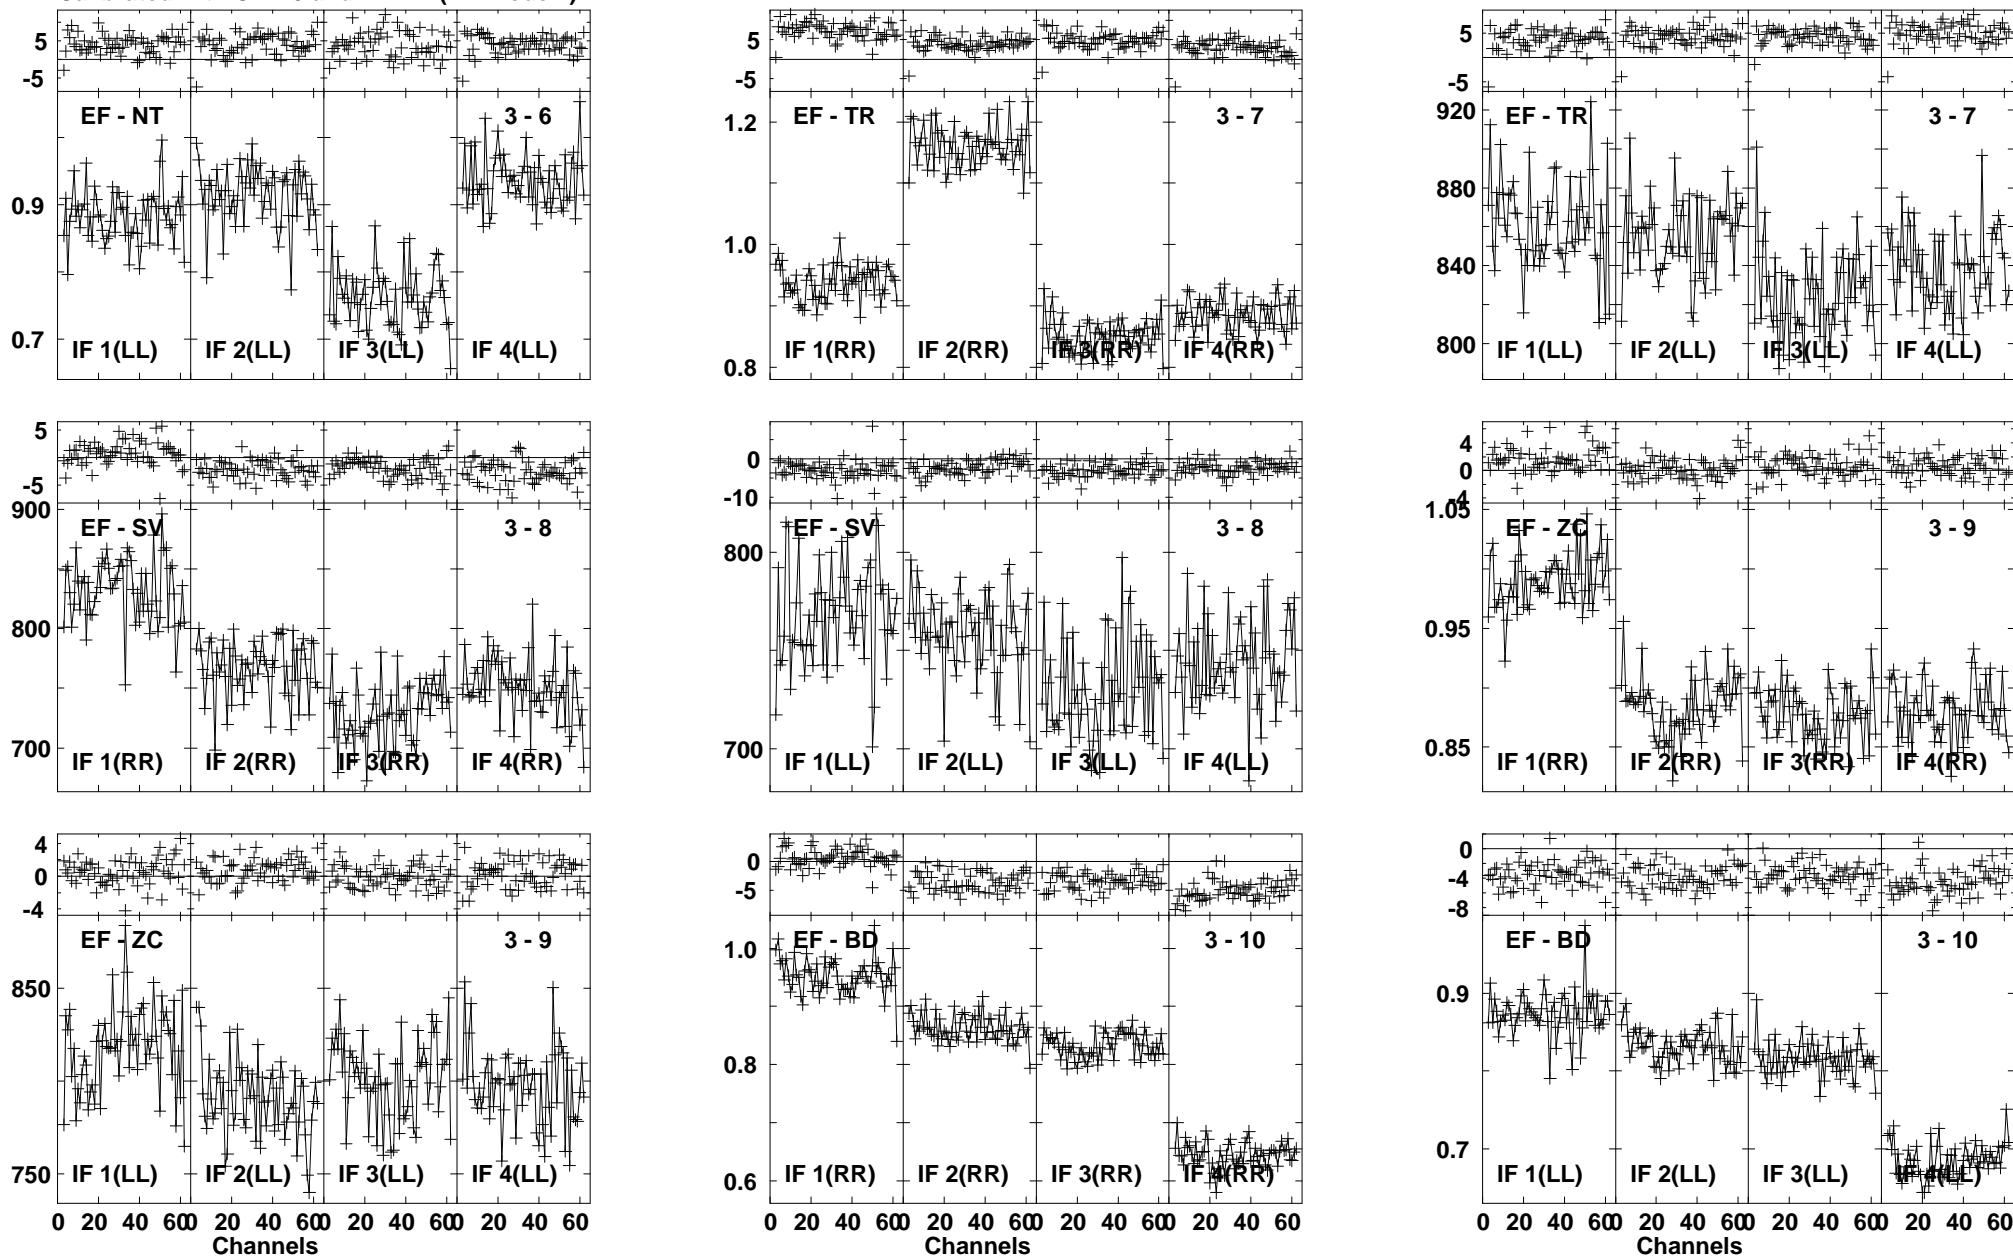 5 5 5
-5 -5 -5
EF - NT 3 - 6 EF - TR 3 - 7 EF - TR 3 - 7
0.9 0.7 1.2 1.0 0.8 920 880 840 800
IF 1(LL) IF 2(LL) IF 3(LL) IF 4(LL) IF 1(RR) IF 2(RR) IF 3(RR) IF 4(RR) IF 1(LL) IF 2(LL) IF 3(LL) IF 4(LL)
5 0 4
0 -10 0
-5 -4
EF - SV 3 - 8 EF - SV 3 - 8 EF - ZC 3 - 9
900 800 700 800 700 1.05 0.95 0.85
IF 1(RR) IF 2(RR) IF 3(RR) IF 4(RR) IF 1(LL) IF 2(LL) IF 3(LL) IF 4(LL) IF 1(RR) IF 2(RR) IF 3(RR) IF 4(RR)
4 0 0
0 -5 -4
-4 -8
EF - ZC 3 - 9 EF - BD 3 - 10 EF - BD 3 - 10
850 750 1.0 0.8 0.6 0.9 0.7
IF 1(LL) IF 2(LL) IF 3(LL) IF 4(LL) IF 1(RR) IF 2(RR) IF 3(RR) IF 4(RR) IF 1(LL) IF 2(LL) IF 3(LL) IF 4(LL)
0 20 40 60 0 20 40 60 0 20 40 60 0 20 40 60 0 20 40 60 0 20 40 60 0 20 40 60 0 20 40 60 0 20 40 60 0 20 40 60 0 20 40 60 0 20 40 60
Channels Channels Channels